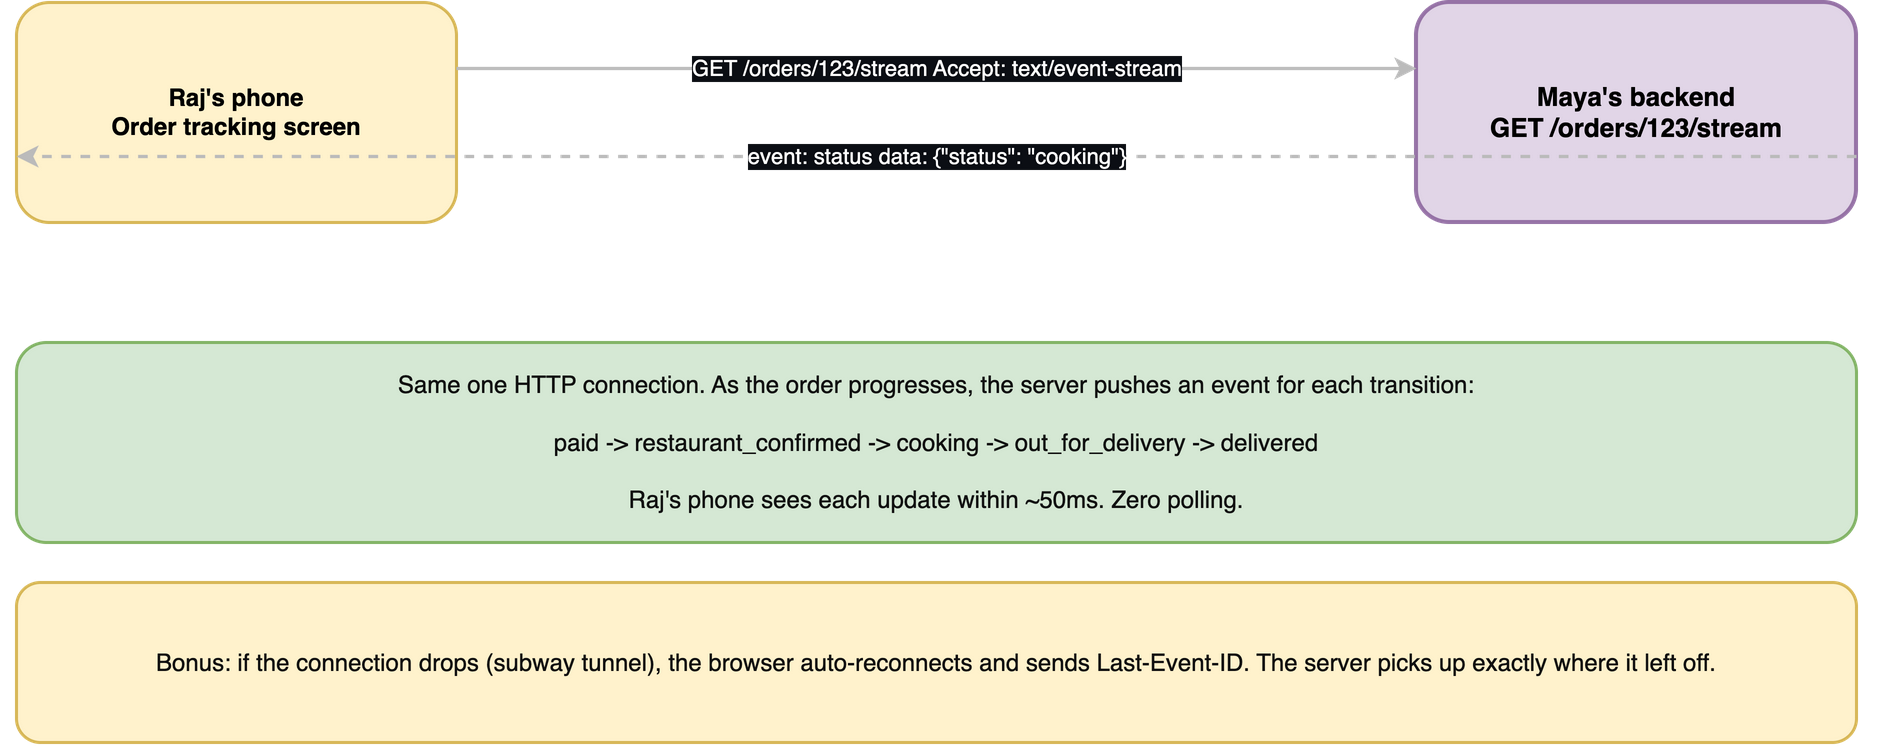 Raj's phone
Order tracking screen
GET /orders/123/stream Accept: text/event-stream
Maya's backend
GET /orders/123/stream
event: status data: {"status": "cooking"}
Same one HTTP connection. As the order progresses, the server pushes an event for each transition:
paid -> restaurant_confirmed -> cooking -> out_for_delivery -> delivered
Raj's phone sees each update within ~50ms. Zero polling.
Bonus: if the connection drops (subway tunnel), the browser auto-reconnects and sends Last-Event-ID. The server picks up exactly where it left off.